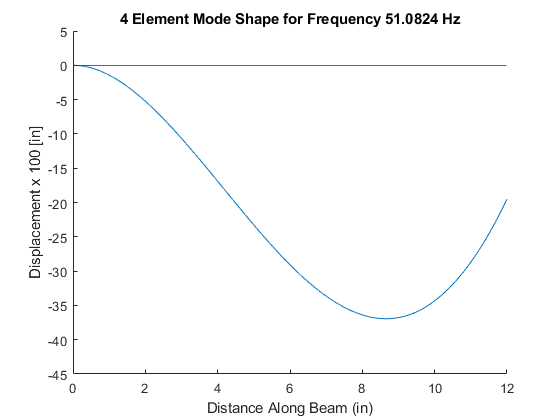 4 Element Mode Shape for Frequency 51.0824 Hz
5
0
-5
-10
-15
-20
-25
-30
-35
-40
-45
Displacement x 100 [in]
0 2 4 6 8 10 12
Distance Along Beam (in)